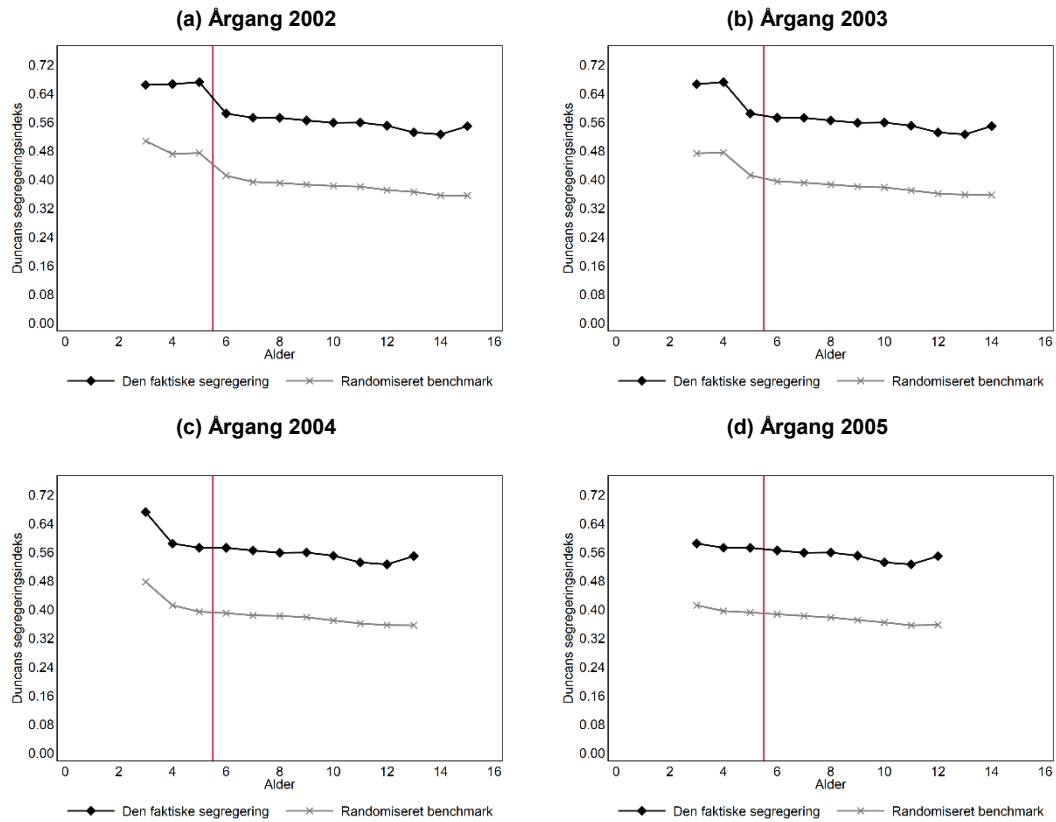 (a) Årgang 2002
Duncans segregeringsindeks
0.72
0.64
0.56
0.48
0.40
0.32
0.24
0.16
0.08
0.00
0 2 4 6 8 10 12 14 16
Alder
Den faktiske segregering Randomiseret benchmark
(b) Årgang 2003
Duncans segregeringsindeks
0.72
0.64
0.56
0.48
0.40
0.32
0.24
0.16
0.08
0.00
0 2 4 6 8 10 12 14 16
Alder
Den faktiske segregering Randomiseret benchmark
(c) Årgang 2004
Duncans segregeringsindeks
0.72
0.64
0.56
0.48
0.40
0.32
0.24
0.16
0.08
0.00
0 2 4 6 8 10 12 14 16
Alder
Den faktiske segregering Randomiseret benchmark
(d) Årgang 2005
Duncans segregeringsindeks
0.72
0.64
0.56
0.48
0.40
0.32
0.24
0.16
0.08
0.00
0 2 4 6 8 10 12 14 16
Alder
Den faktiske segregering Randomiseret benchmark